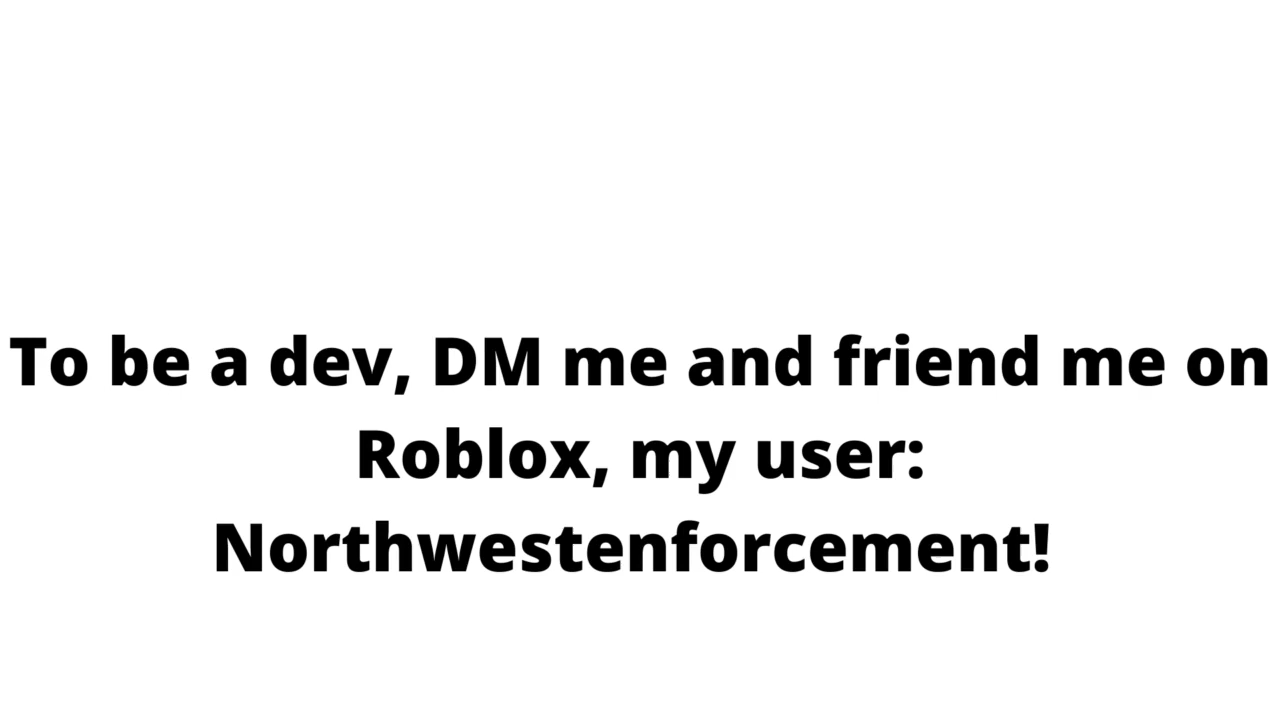 To be a dev, DM me and friend me on
Roblox, my user:
Northwestenforcement!